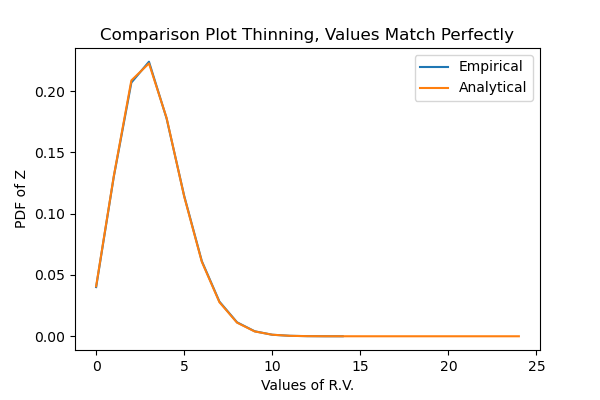 Comparison Plot Thinning, Values Match Perfectly
Empirical
Analytical
PDF of Z
0.20
0.15
0.10
0.05
0.00
0 5 10 15 20 25
Values of R.V.